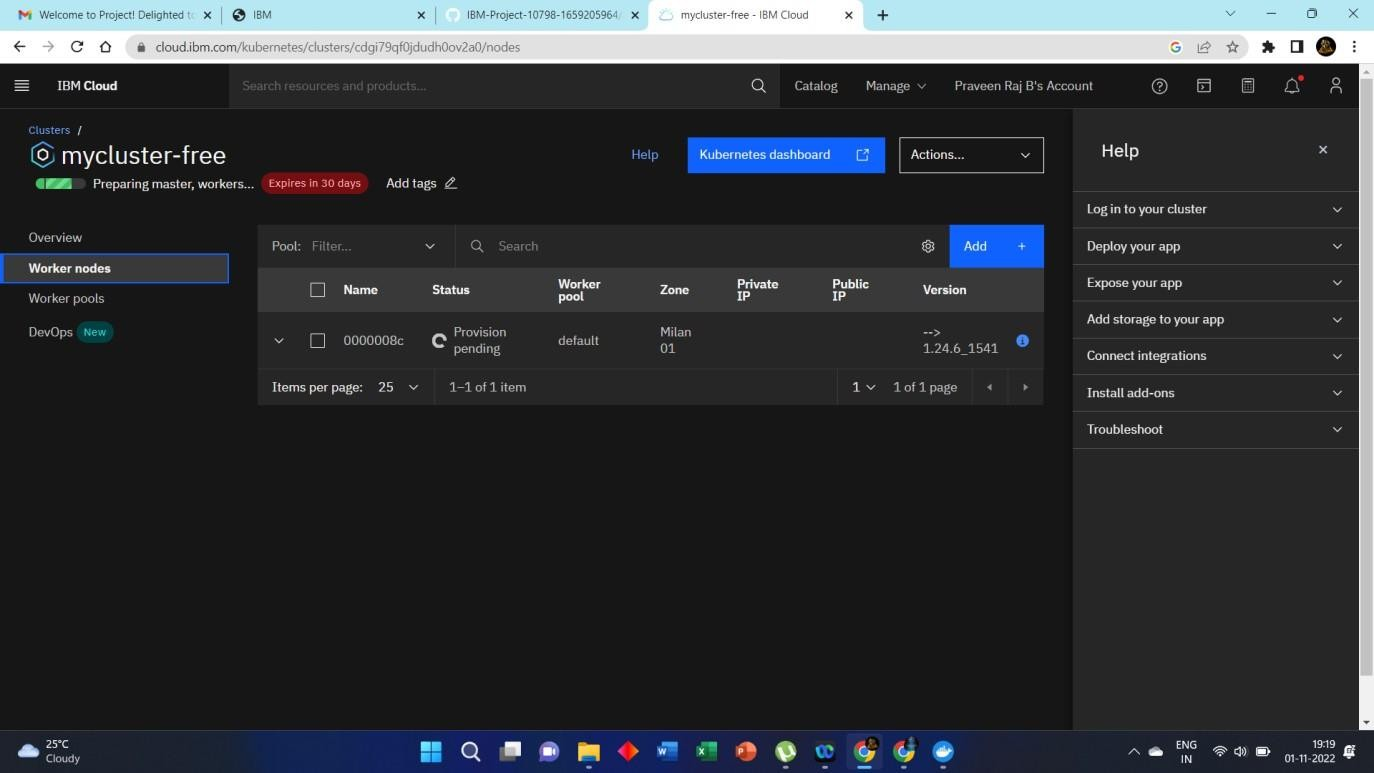 Welcome to Project! Delighted to
IBM
IBM-Project-10798-1659205964/
mycluster-free - IBM Cloud
cloud.ibm.com/kubernetes/clusters/cdgi79qf0jdudh0ov2a0/nodes
IBM Cloud
Search resources and products...
Catalog
Manage
Praveen Raj B's Account
Clusters /
mycluster-free
Help
Kubernetes dashboard
Actions...
Preparing master, workers...
Expires in 30 days
Add tags
Overview
Worker nodes
Worker pools
DevOps New
Pool: Filter...
Search
Add +
Name
Status
Worker pool
Zone
Private IP
Public IP
Version
0000008c
Provision pending
default
Milan 01
--> 1.24.6_1541
Items per page: 25
1–1 of 1 item
1
1 of 1 page
Help
Log in to your cluster
Deploy your app
Expose your app
Add storage to your app
Connect integrations
Install add-ons
Troubleshoot
25°C
Cloudy
ENG
IN
19:19
01-11-2022